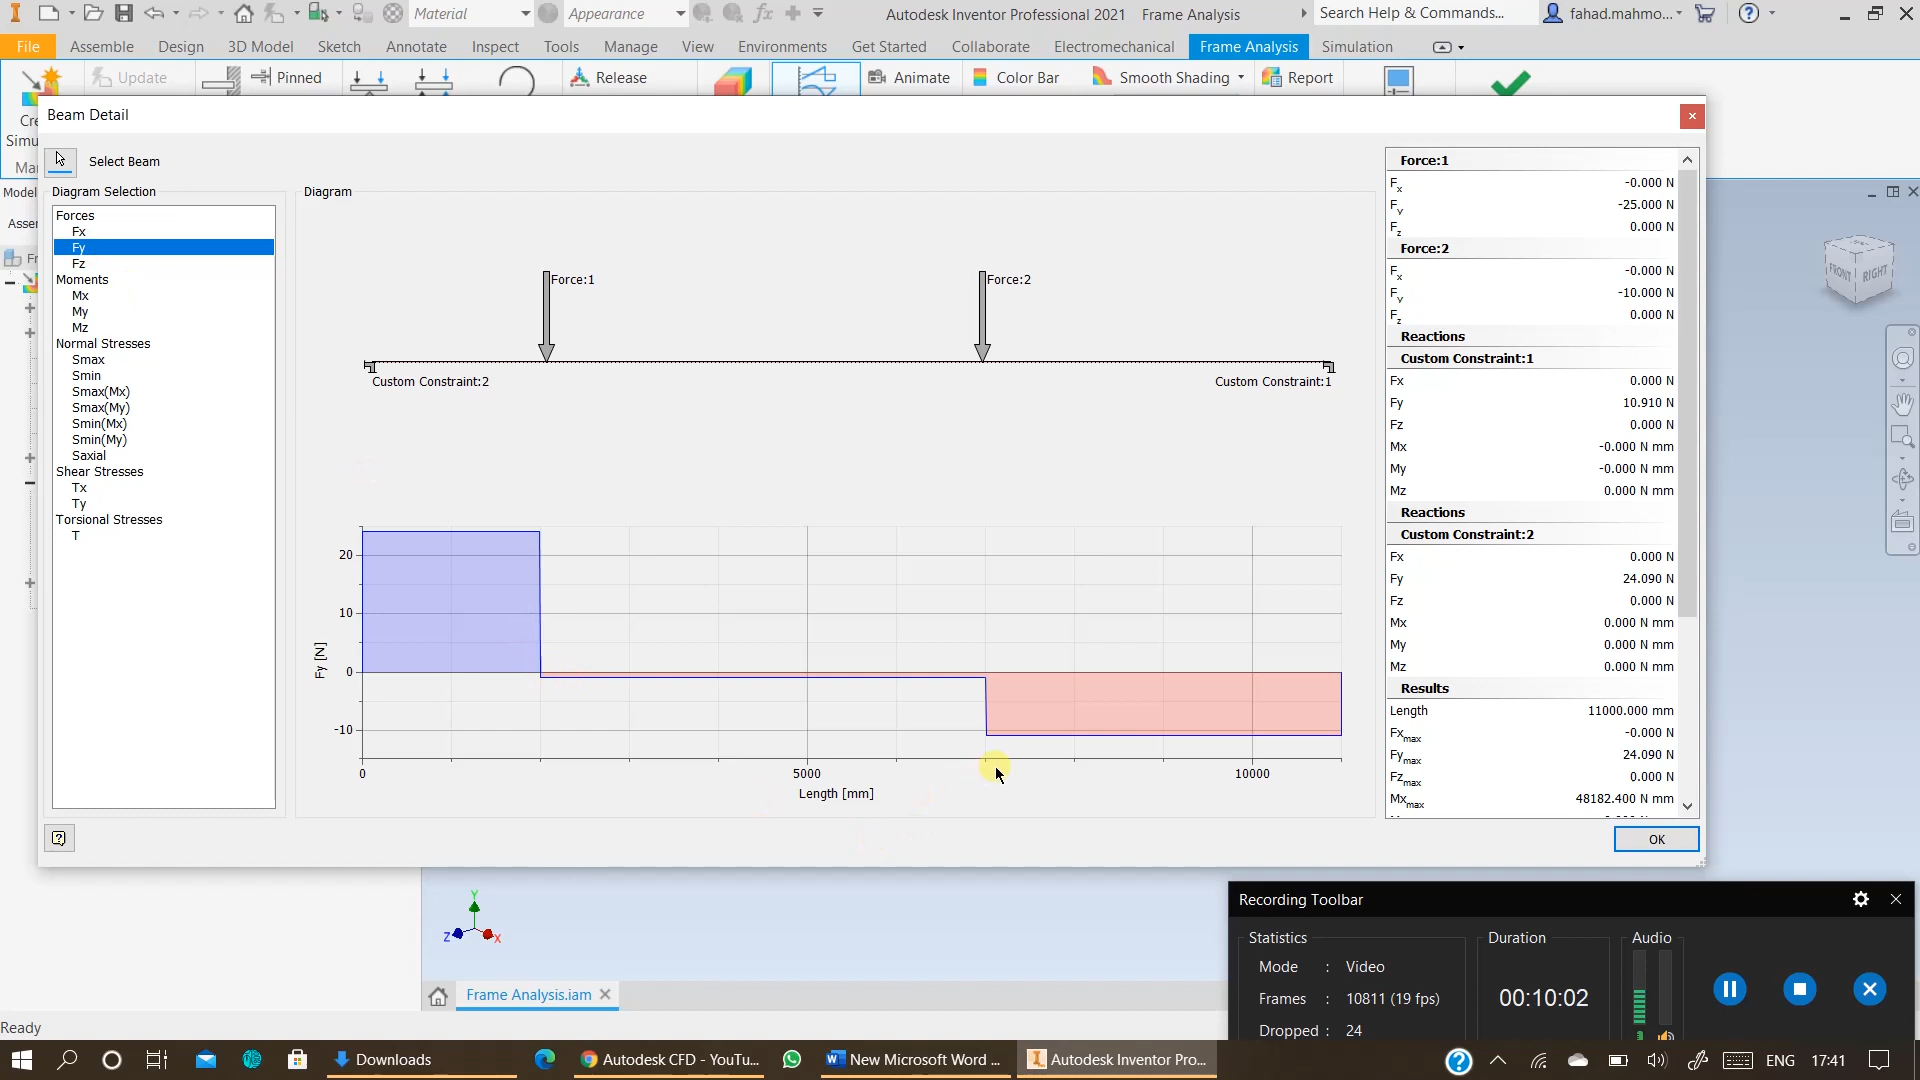 Material
Appearance
Autodesk Inventor Professional 2021 Frame Analysis
Search Help & Commands...
fahad.mahmo...
File Assemble Design 3D Model Sketch Annotate Inspect Tools Manage View Environments Get Started Collaborate Electromechanical Frame Analysis Simulation
Update Pinned Release Animate Color Bar Smooth Shading Report
Cre
Simu
Ma
Model
Asse
Fr
Beam Detail
Select Beam
Diagram Selection
Forces
Fx
Fy
Fz
Moments
Mx
My
Mz
Normal Stresses
Smax
Smin
Smax(Mx)
Smax(My)
Smin(Mx)
Smin(My)
Saxial
Shear Stresses
Tx
Ty
Torsional Stresses
T
Diagram
Force:1
Force:2
Custom Constraint:2
Custom Constraint:1
Fy [N]
20
10
0
-10
0 5000 10000
Length [mm]
Force:1
Fx -0.000 N
Fy -25.000 N
Fz 0.000 N
Force:2
Fx -0.000 N
Fy -10.000 N
Fz 0.000 N
Reactions
Custom Constraint:1
Fx 0.000 N
Fy 10.910 N
Fz 0.000 N
Mx -0.000 N mm
My -0.000 N mm
Mz 0.000 N mm
Reactions
Custom Constraint:2
Fx 0.000 N
Fy 24.090 N
Fz 0.000 N
Mx 0.000 N mm
My 0.000 N mm
Mz 0.000 N mm
Results
Length 11000.000 mm
Fxmax -0.000 N
Fymax 24.090 N
Fzmax 0.000 N
Mxmax 48182.400 N mm
OK
FRONT RIGHT
Y
Z X
Frame Analysis.iam
Ready
Recording Toolbar
Statistics
Mode : Video
Frames : 10811 (19 fps)
Dropped : 24
Duration
00:10:02
Audio
Downloads
Autodesk CFD - YouTu...
New Microsoft Word ...
Autodesk Inventor Pro...
ENG 17:41